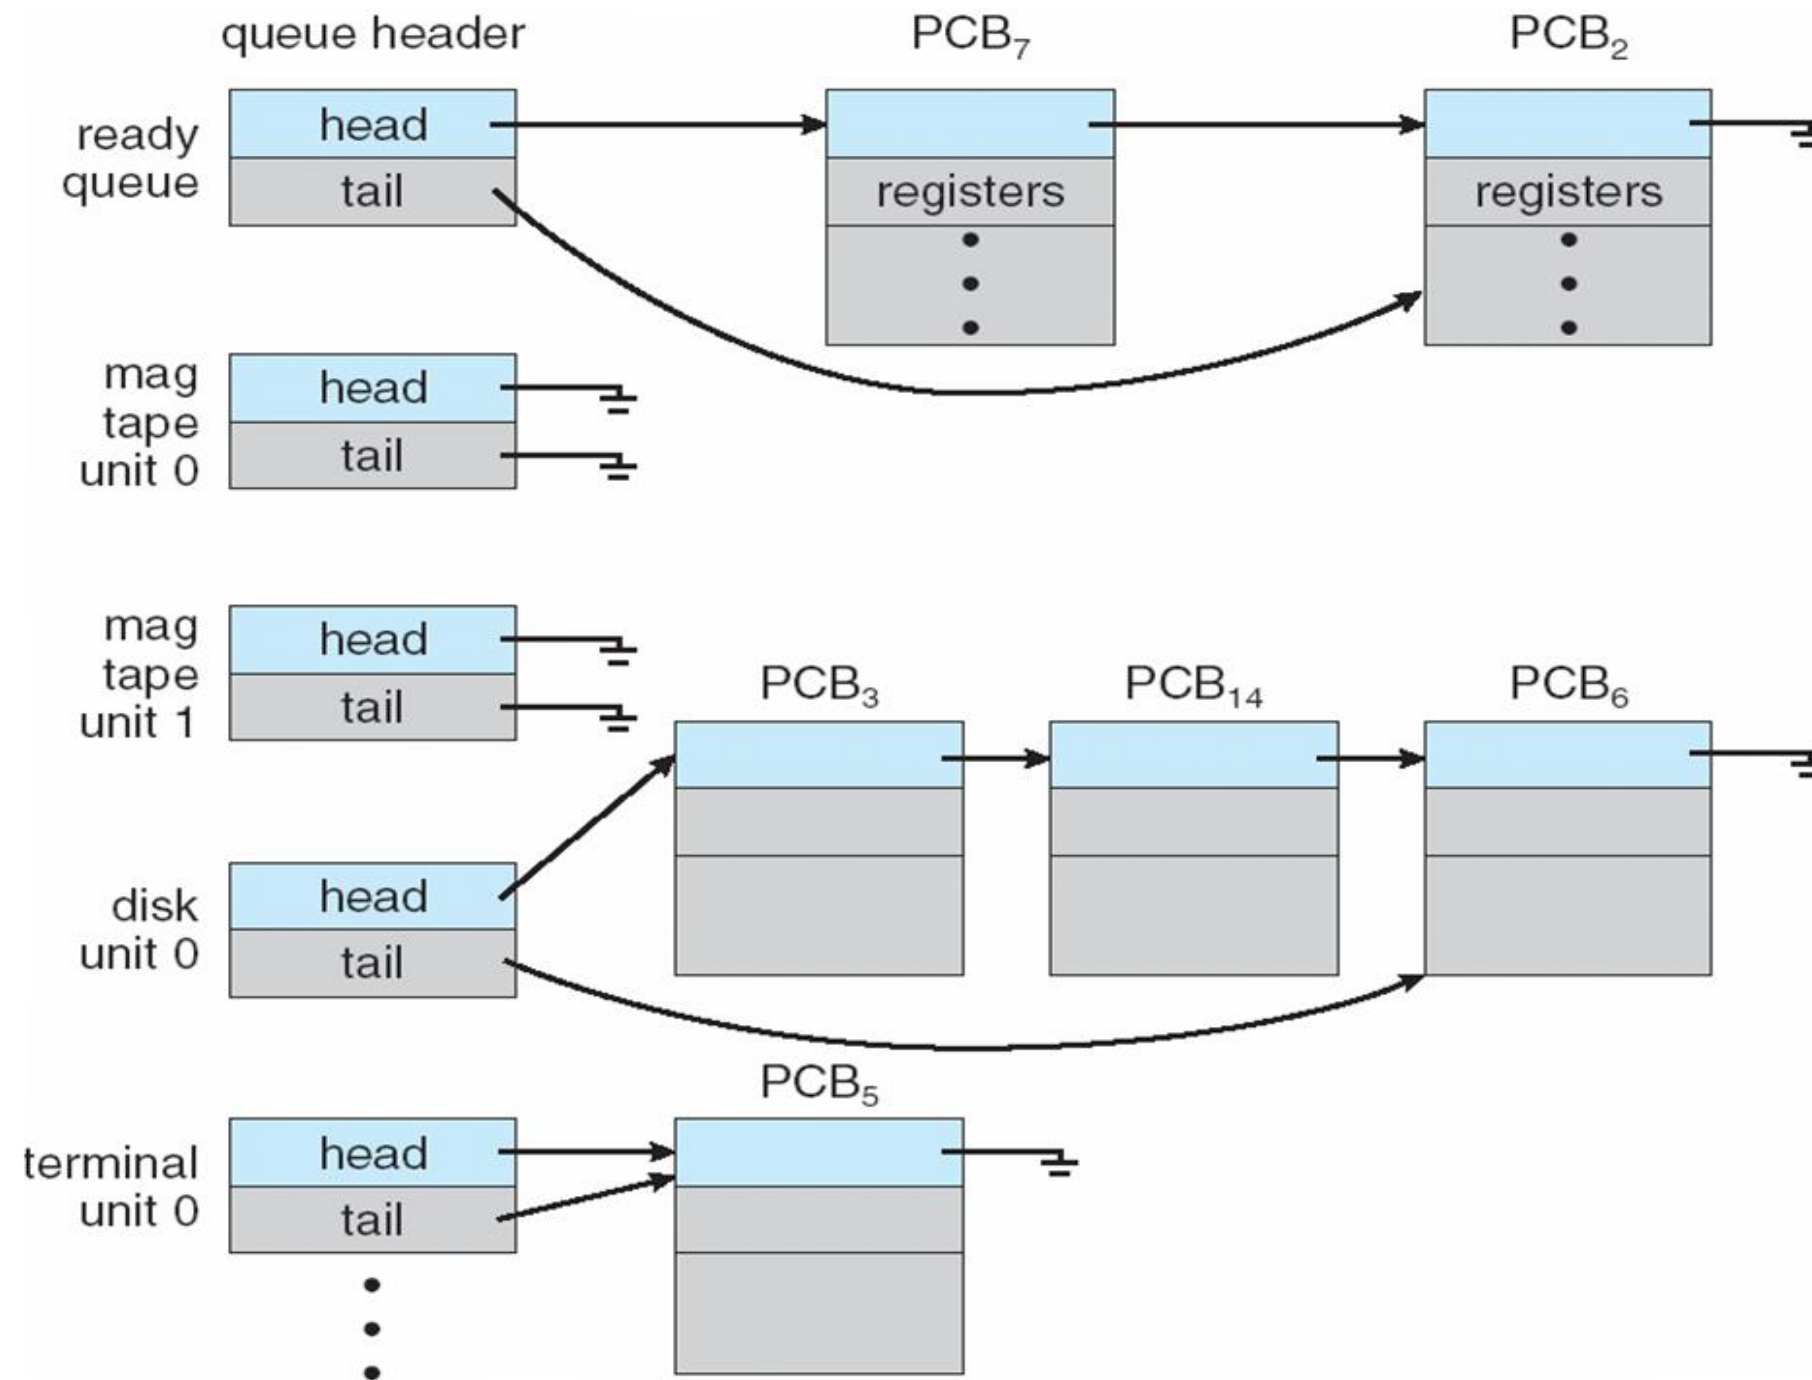 queue header
PCB₇
PCB₂
ready
queue
head
tail
registers
registers
mag
tape
unit 0
head
tail
mag
tape
unit 1
head
tail
PCB₃
PCB₁₄
PCB₆
disk
unit 0
head
tail
PCB₅
terminal
unit 0
head
tail